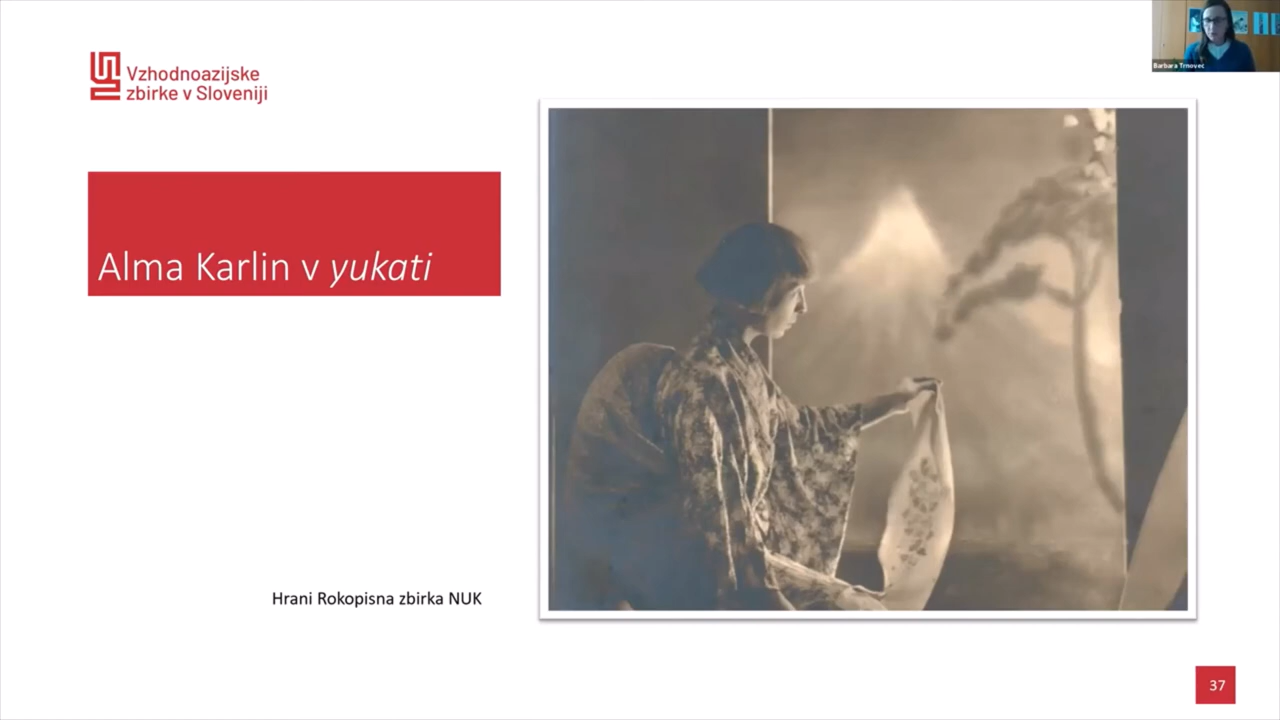 Barbara Trnovec
Vzhodnoazijske
zbirke v Sloveniji
Alma Karlin v yukati
Hrani Rokopisna zbirka NUK
37